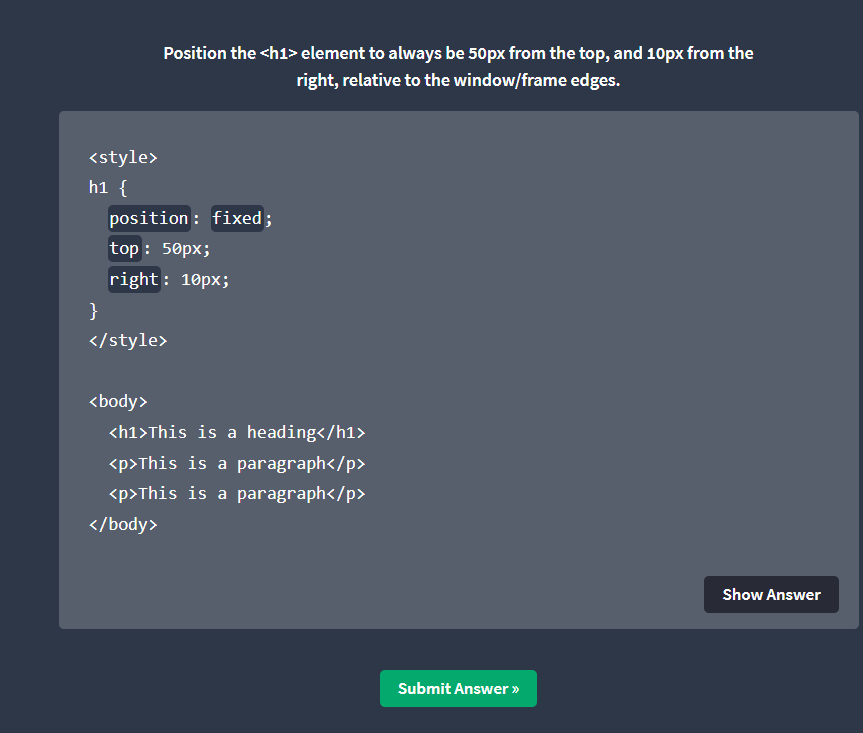 Position the <h1> element to always be 50px from the top, and 10px from the
right, relative to the window/frame edges.
<style>
h1 {
  position: fixed;
  top: 50px;
  right: 10px;
}
</style>
<body>
  <h1>This is a heading</h1>
  <p>This is a paragraph</p>
  <p>This is a paragraph</p>
</body>
Show Answer
Submit Answer »